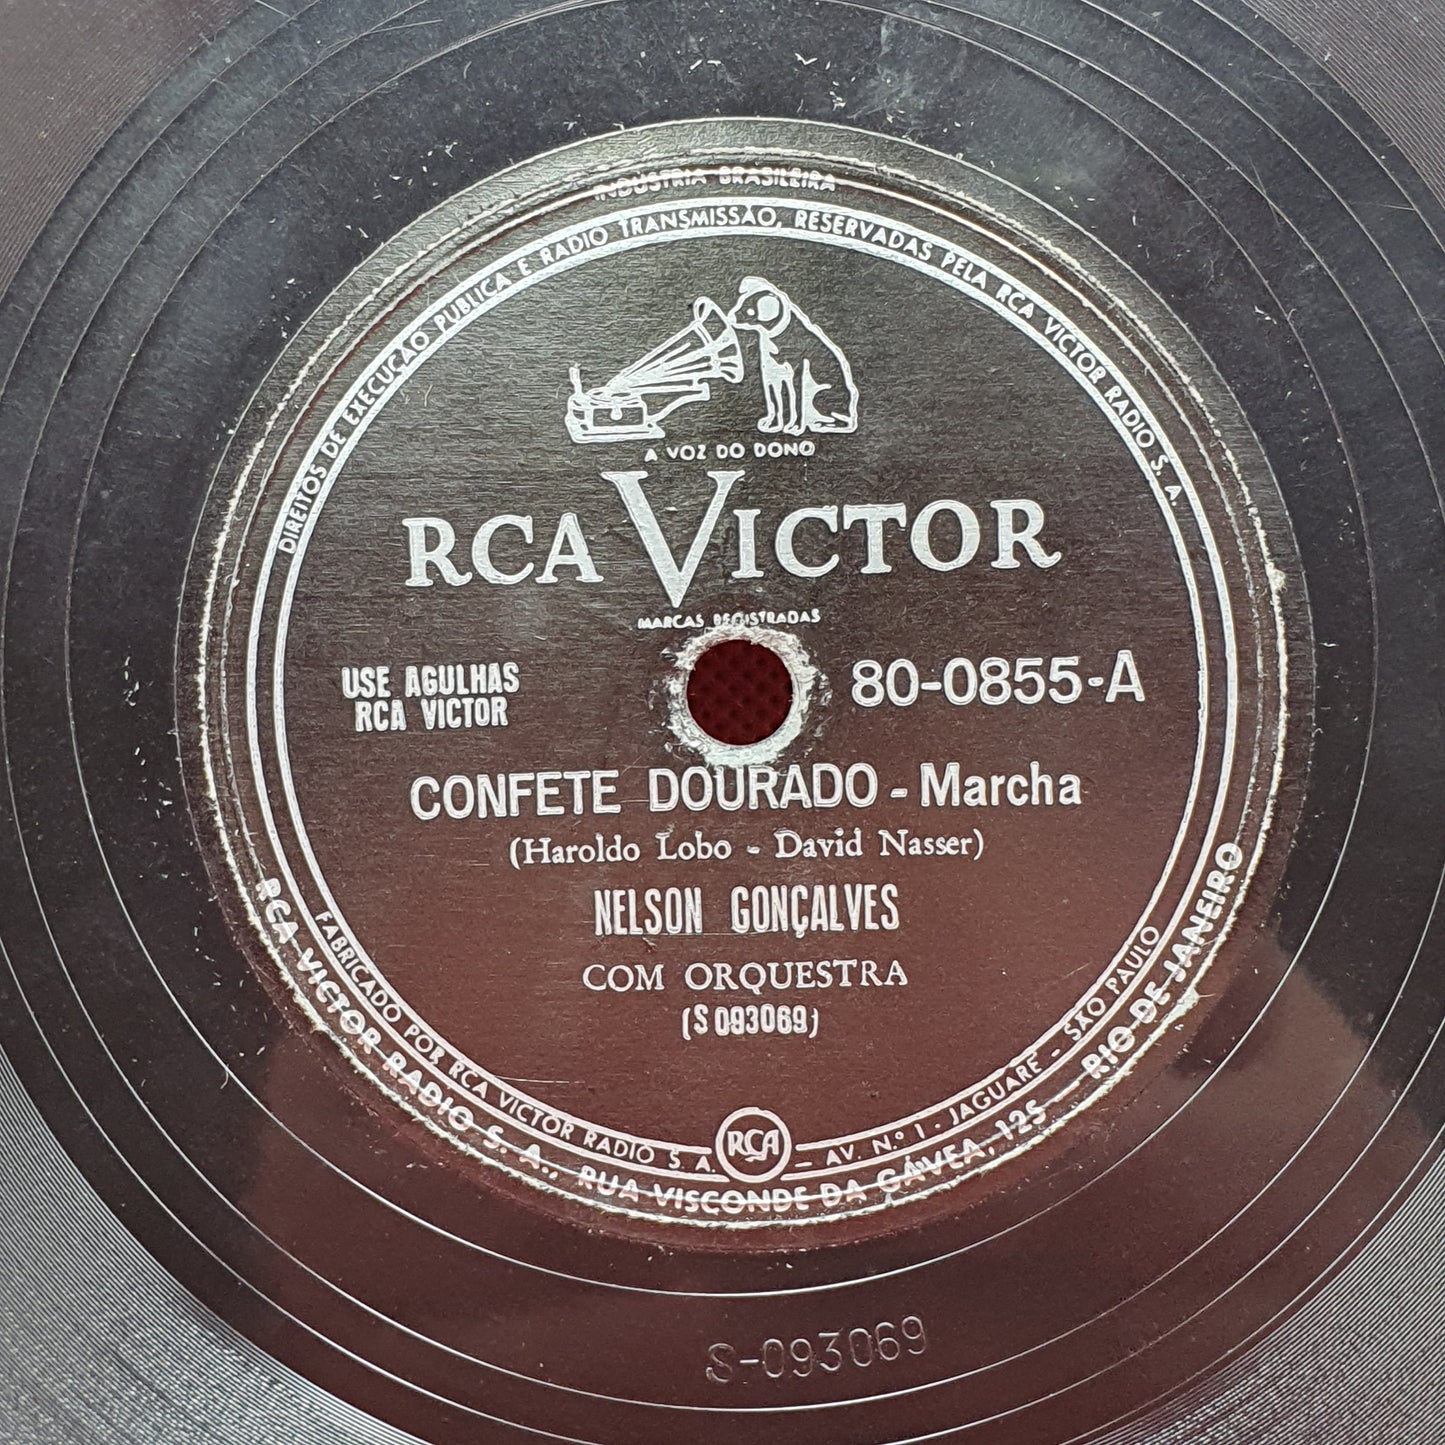 INDÚSTRIA BRASILEIRA
DIREITOS DE EXECUÇÃO PUBLICA E RADIO TRANSMISSÃO, RESERVADAS PELA RCA VICTOR RADIO S. A.
A VOZ DO DONO
RCA VICTOR
MARCAS REGISTRADAS
USE AGULHAS
RCA VICTOR
80-0855-A
CONFETE DOURADO - Marcha
(Haroldo Lobo - David Nasser)
NELSON GONÇALVES
COM ORQUESTRA
(S 093069)
FABRICADO POR RCA VICTOR RADIO S. A. RCA - AV. N.º 1 - JAGUARE - SÃO PAULO
RCA VICTOR RADIO S. A., RUA VISCONDE DA GÁVEA, 125 - RIO DE JANEIRO
S-093069